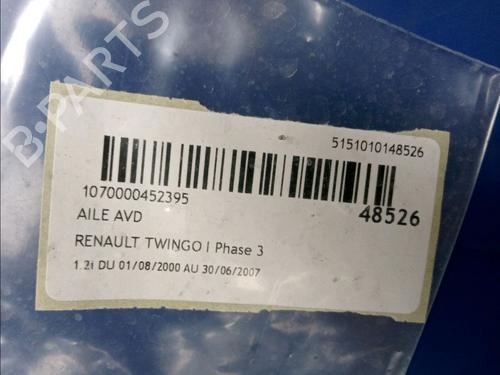 B-PARTS
5151010148526
1070000452395
48526
AILE AVD
RENAULT TWINGO I Phase 3
1.2i DU 01/08/2000 AU 30/06/2007